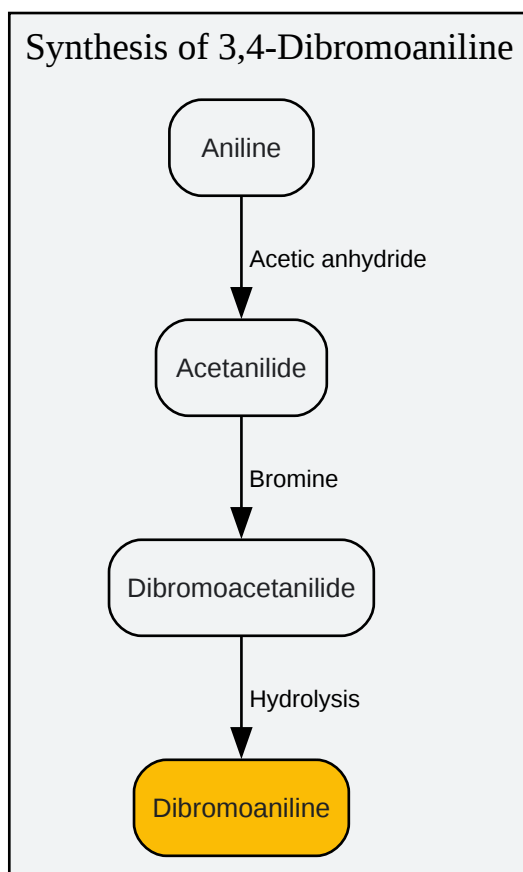 Synthesis of 3,4-Dibromoaniline
Aniline
Acetic anhydride
Acetanilide
Bromine
Dibromoacetanilide
Hydrolysis
Dibromoaniline